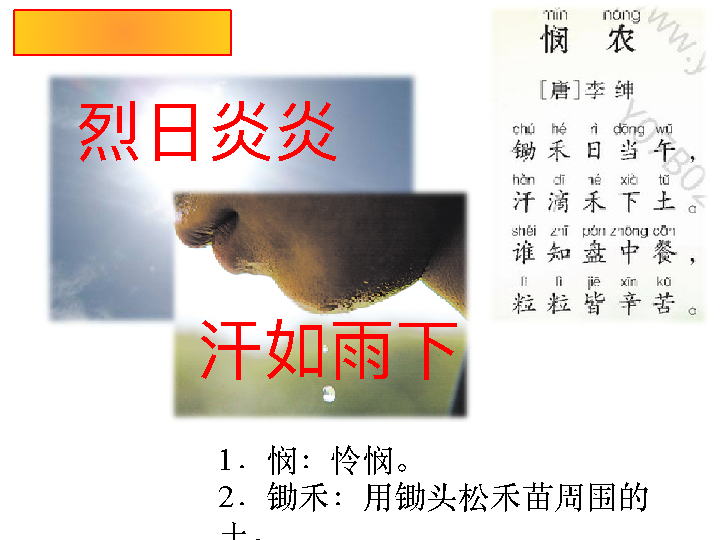 烈日炎炎
汗如雨下
mǐn nóng
悯 农
[唐]李绅
chú hé rì dāng wǔ
锄禾日当午，
hàn dī hé xià tǔ
汗滴禾下土。
shéi zhī pán zhōng cān
谁知盘中餐，
lì lì jiē xīn kǔ
粒粒皆辛苦。
1．悯：怜悯。
2．锄禾：用锄头松禾苗周围的
土。